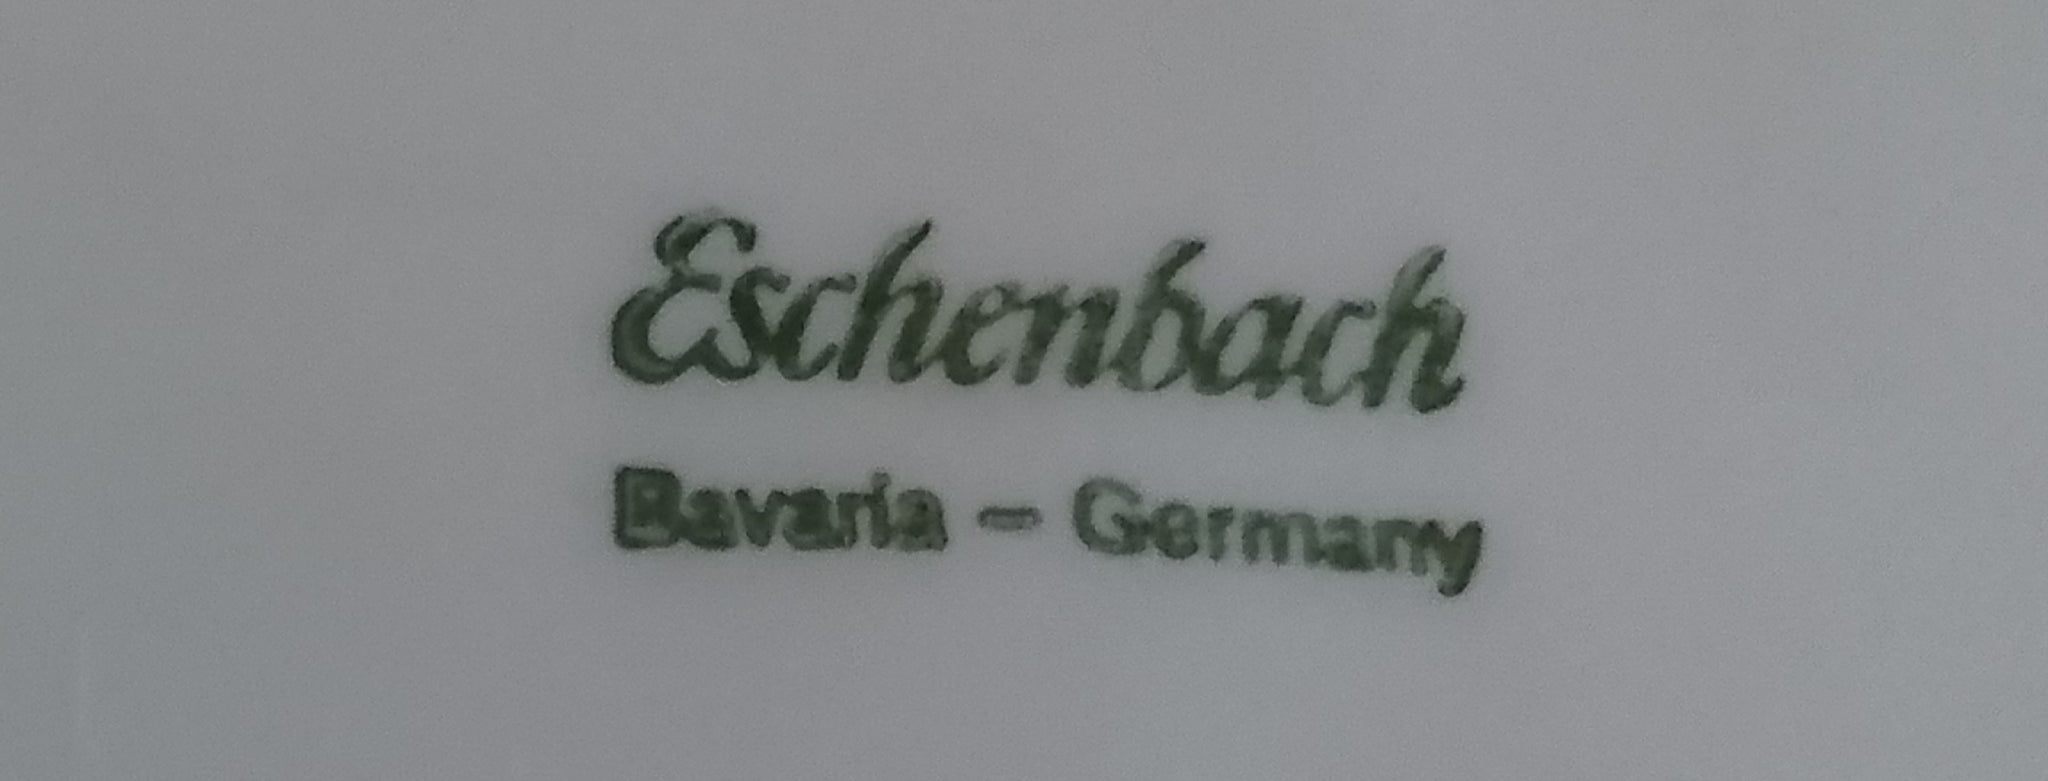 Eschenbach
Bavaria – Germany